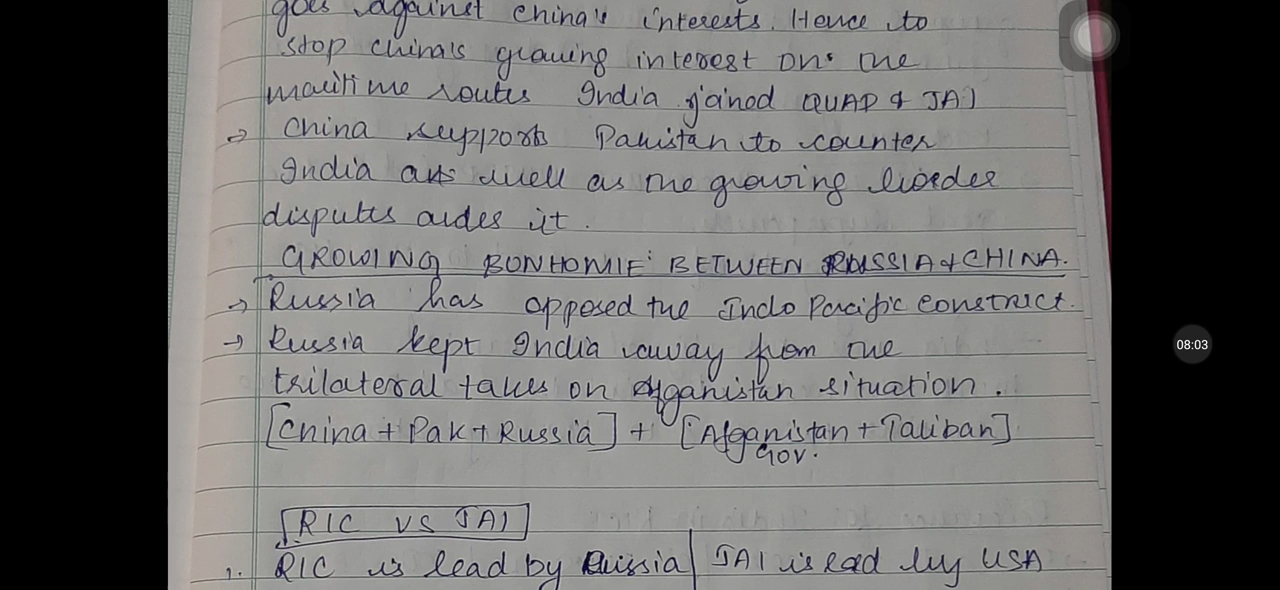 goes against China's interests. Hence to
stop China's growing interest on the
maritime routes India joined QUAD & JAI
→ China supports Pakistan to counter
India as well as the growing border
disputes aides it.
GROWING BONHOMIE BETWEEN RUSSIA & CHINA.
→ Russia has opposed the Indo Pacific construct.
→ Russia kept India away from the
trilateral talks on Afganistan situation.
[China + Pak + Russia] + [Afganistan + Taliban]
Gov.
RIC VS JAI
1. RIC is lead by Russia | JAI is lead by USA
08:03